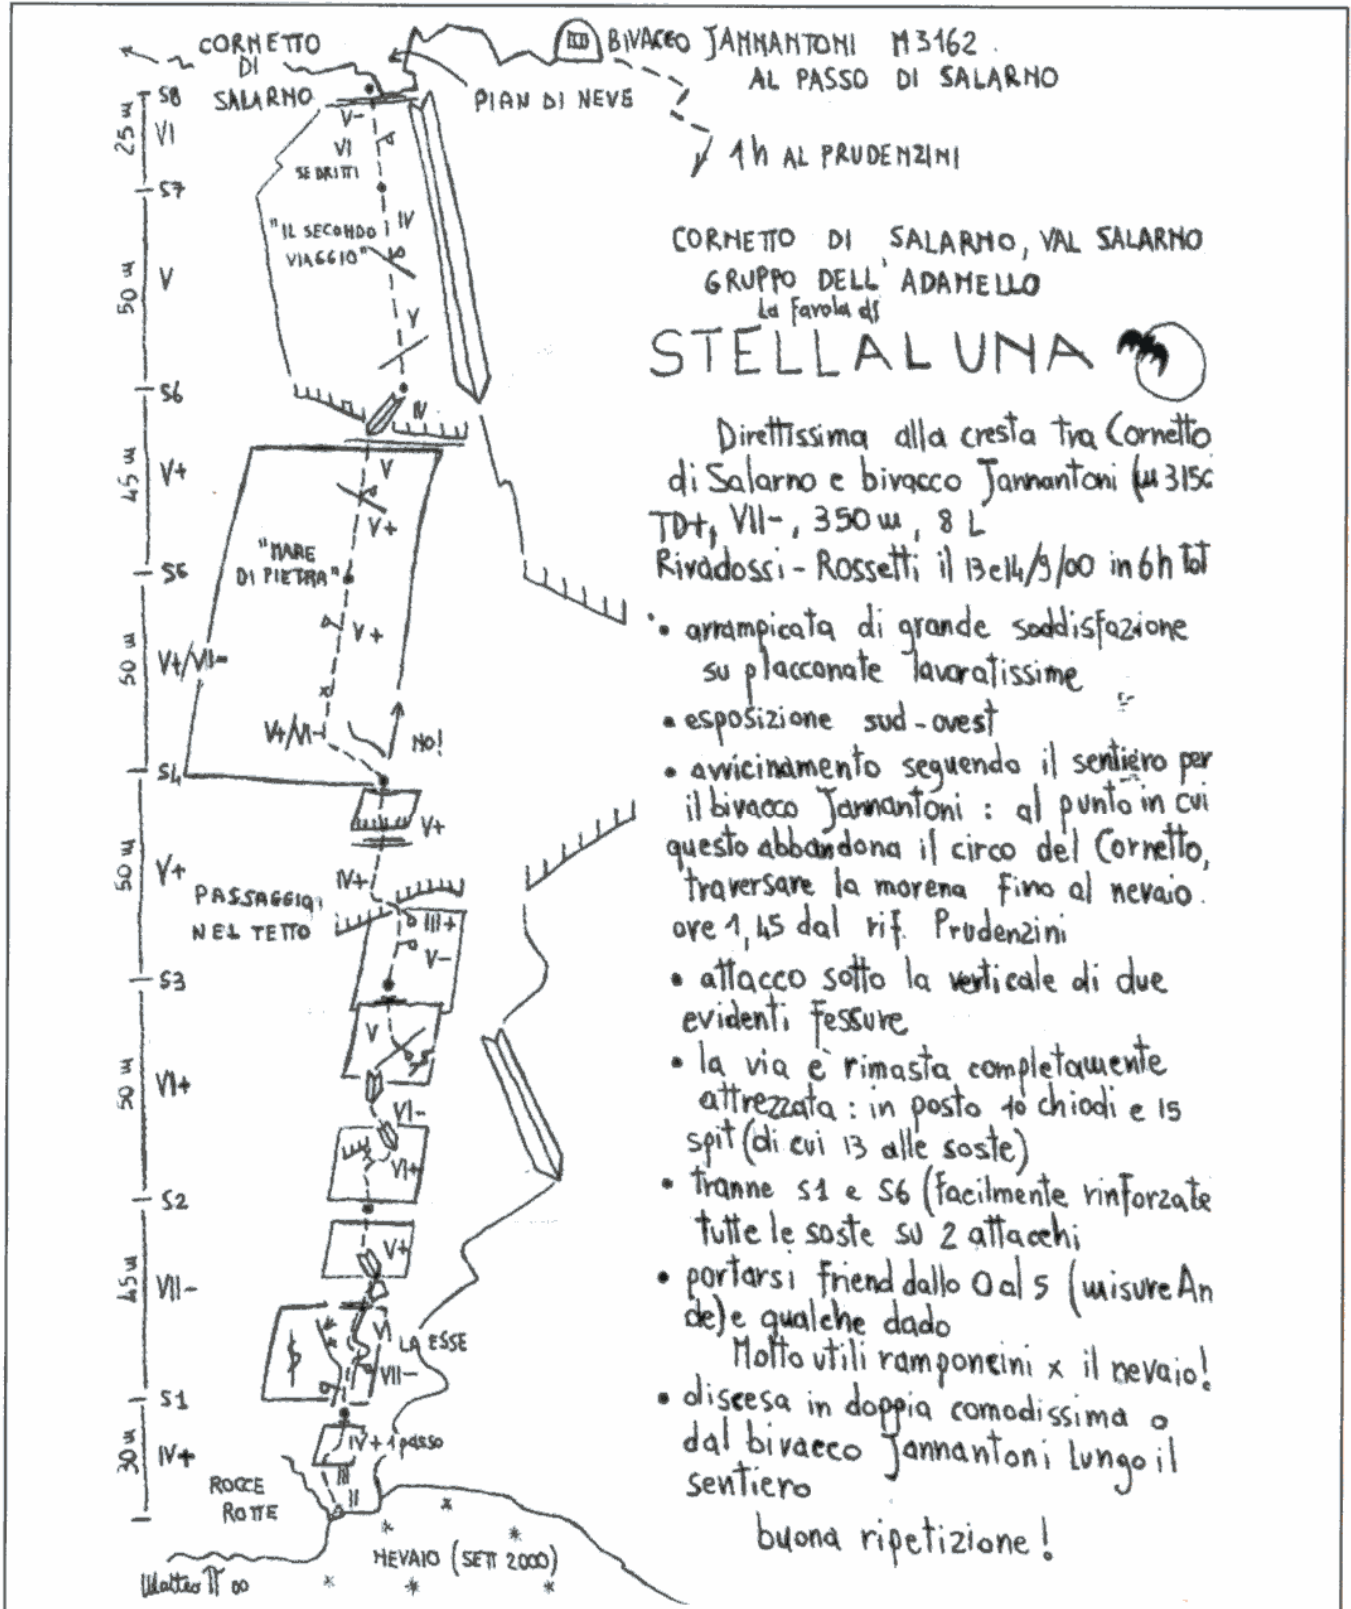 CORNETTO
DI
SALARNO
BIVACCO JANNANTONI M 3162
AL PASSO DI SALARNO
PIAN DI NEVE
1h AL PRUDENZINI
S8
25 m
VI
V-
VI
SE DRITTI
S7
"IL SECONDO
VIAGGIO"
IV
50 m
V
V
S6
IV
45 m
V+
V
V+
"MARE
DI PIETRA"
S5
V+
50 m
V+/VII-
V+/VI-
NO!
S4
V+
50 m
V+
IV+
PASSAGGIO
NEL TETTO
III+
V-
S3
V
50 m
VI+
VI-
VI+
S2
V+
45 m
VII-
VI
LA ESSE
VII-
S1
30 m
IV+
IV+ 1 passo
III
II
ROCCE
ROTTE
NEVAIO (SETT 2000)
Matteo π 00
CORNETTO DI SALARNO, VAL SALARNO
GRUPPO DELL'ADAMELLO
La favola di
STELLALUNA
Direttissima alla cresta tra Cornetto
di Salarno e bivacco Jannantoni (m 315
TD+, VII-, 350 m, 8 L
Rivadossi - Rossetti il 13e14/9/00 in 6h tot
• arrampicata di grande soddisfazione
su placconate lavoratissime
• esposizione sud-ovest
• avvicinamento seguendo il sentiero per
il bivacco Jannantoni : al punto in cui
questo abbandona il circo del Cornetto,
traversare la morena fino al nevaio.
ore 1,45 dal rif. Prudenzini
• attacco sotto la verticale di due
evidenti fessure
• la via è rimasta completamente
attrezzata : in posto 10 chiodi e 15
spit (di cui 13 alle soste)
• tranne S1 e S6 (facilmente rinforzate
tutte le soste su 2 attacchi
• portarsi friend dallo 0 al 5 (misure An
de) e qualche dado
Molto utili ramponcini x il nevaio!
• discesa in doppia comodissima o
dal bivacco Jannantoni lungo il
sentiero
buona ripetizione!